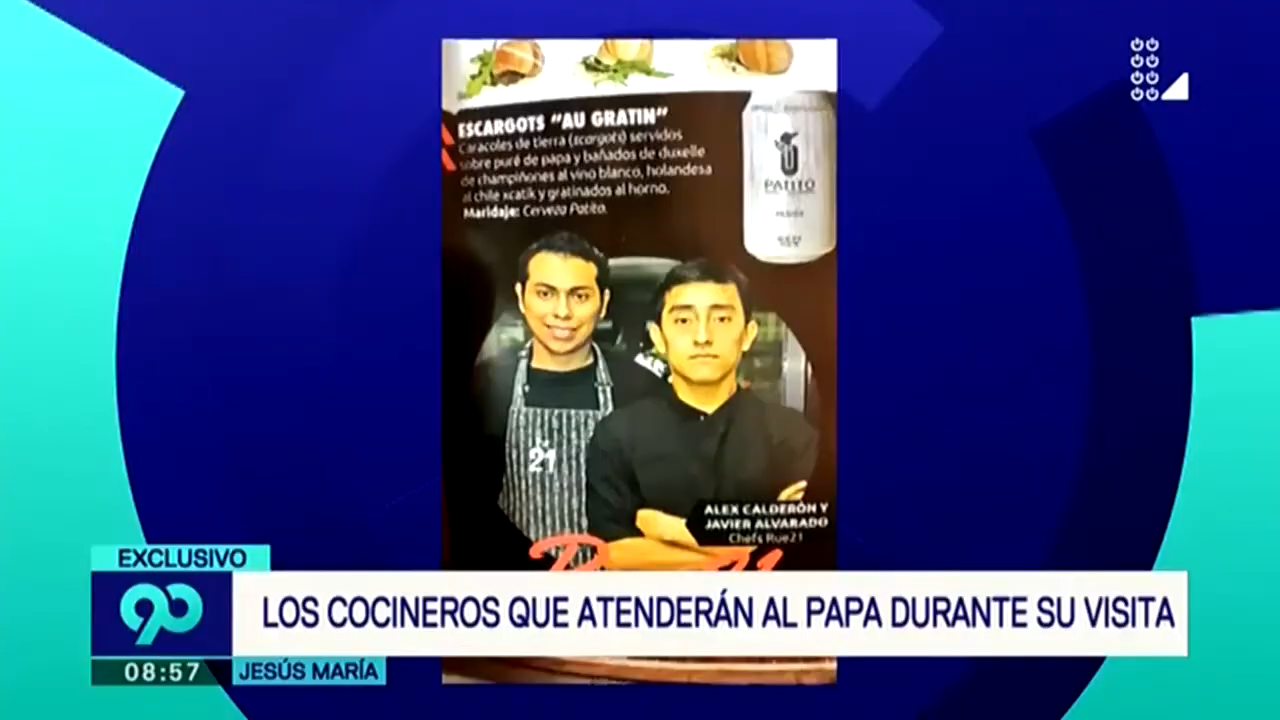 ESCARGOTS "AU GRATIN"
Caracoles de tierra (scargots) servidos
sobre puré de papa y bañados de duxelle
de champiñones al vino blanco, holandesa
al chile xcatik y gratinados al horno.
Maridaje: Cerveza Patito.
PATITO
21
ALEX CALDERÓN Y
JAVIER ALVARADO
Chefs Rue21
EXCLUSIVO
90
LOS COCINEROS QUE ATENDERÁN AL PAPA DURANTE SU VISITA
08:57
JESÚS MARÍA